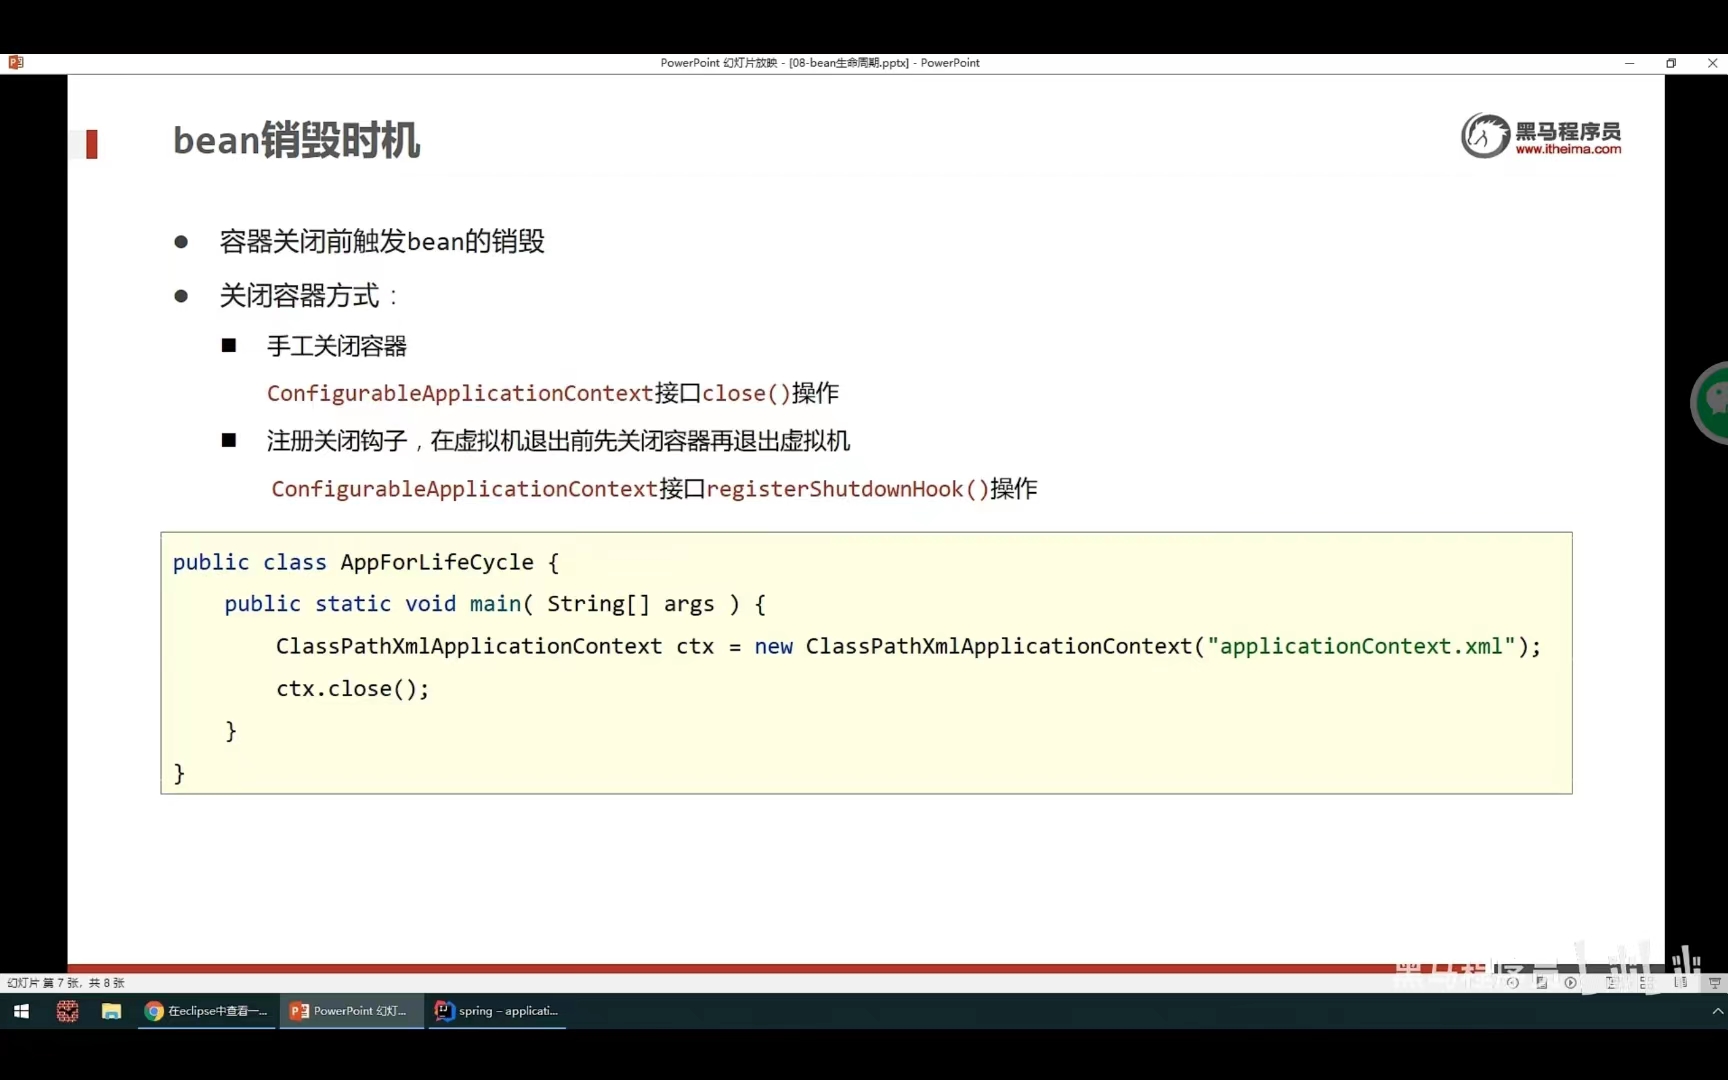 PowerPoint 幻灯片放映 - [08-bean生命周期.pptx] - PowerPoint
bean销毁时机
黑马程序员
www.itheima.com
● 容器关闭前触发bean的销毁
● 关闭容器方式：
■ 手工关闭容器
ConfigurableApplicationContext接口close()操作
■ 注册关闭钩子，在虚拟机退出前先关闭容器再退出虚拟机
ConfigurableApplicationContext接口registerShutdownHook()操作
public class AppForLifeCycle {
public static void main( String[] args ) {
ClassPathXmlApplicationContext ctx = new ClassPathXmlApplicationContext("applicationContext.xml");
ctx.close();
}
}
黑马程序员
幻灯片 第 7 张，共 8 张
在eclipse中查看一...
PowerPoint 幻灯...
spring – applicati...